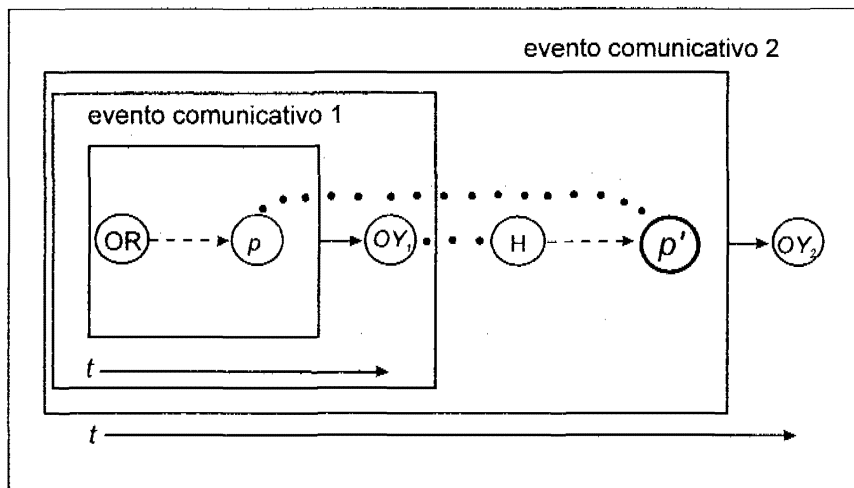 evento comunicativo 2
evento comunicativo 1
OR p OY₁ H p' OY₂
t
t